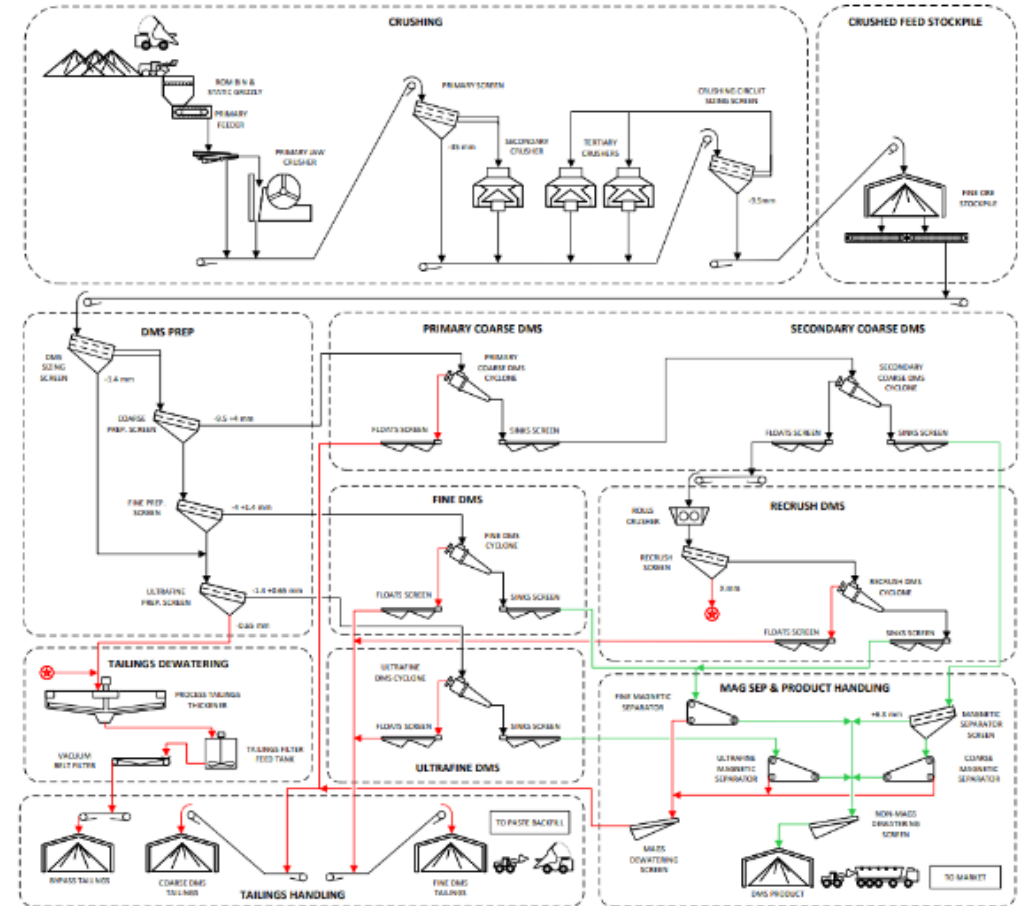 CRUSHING
CRUSHED FEED STOCKPILE
ROM BIN &
STATIC GRIZZLY
PRIMARY
FEEDER
PRIMARY JAW
CRUSHER
PRIMARY SCREEN
SECONDARY
CRUSHER
TERTIARY
CRUSHERS
CRUSHING CIRCUIT
SIZING SCREEN
-9.5mm
FINE ORE
STOCKPILE
DMS PREP
DMS
SIZING
SCREEN
COARSE
PREP. SCREEN
-9.5 +4 mm
FINE PREP.
SCREEN
-4 +1.4 mm
ULTRAFINE
PREP. SCREEN
-1.4 +0.65 mm
-0.65 mm
PRIMARY COARSE DMS
PRIMARY
COARSE DMS
CYCLONE
FLOATS SCREEN
SINKS SCREEN
SECONDARY COARSE DMS
SECONDARY
COARSE DMS
CYCLONE
FLOATS SCREEN
SINKS SCREEN
FINE DMS
FINE DMS
CYCLONE
FLOATS SCREEN
SINKS SCREEN
RECRUSH DMS
ROLLS
CRUSHER
RECRUSH
SCREEN
X mm
RECRUSH DMS
CYCLONE
FLOATS SCREEN
SINKS SCREEN
TAILINGS DEWATERING
PROCESS TAILINGS
THICKENER
VACUUM
BELT FILTER
TAILINGS FILTER
FEED TANK
ULTRAFINE
DMS CYCLONE
FLOATS SCREEN
SINKS SCREEN
ULTRAFINE DMS
MAG SEP & PRODUCT HANDLING
FINE MAGNETIC
SEPARATOR
MAGNETIC
SEPARATOR
SCREEN
ULTRAFINE
MAGNETIC
SEPARATOR
COARSE
MAGNETIC
SEPARATOR
MAGS
DEWATERING
SCREEN
NON-MAGS
DEWATERING
SCREEN
DMS PRODUCT
TO MARKET
BYPASS TAILINGS
COARSE DMS
TAILINGS
TAILINGS HANDLING
FINE DMS
TAILINGS
TO PASTE BACKFILL